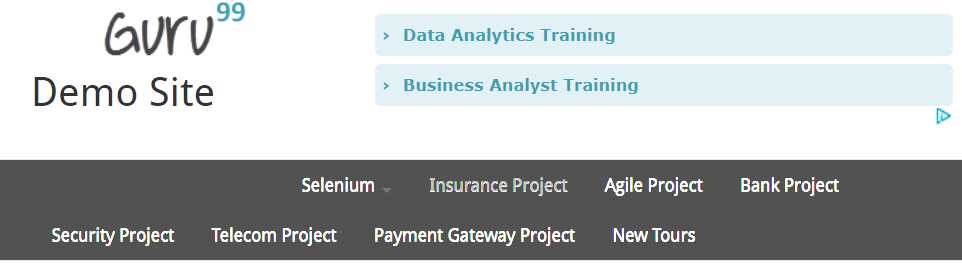 Guru99
Demo Site
› Data Analytics Training
› Business Analyst Training
Selenium Insurance Project Agile Project Bank Project
Security Project Telecom Project Payment Gateway Project New Tours